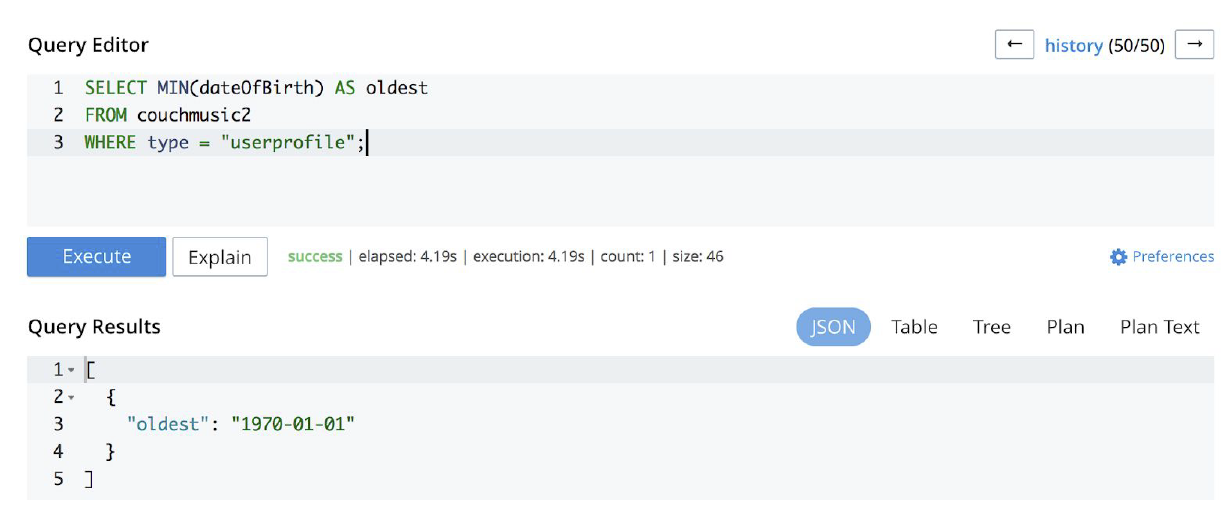 Query Editor
← history (50/50) →
1 SELECT MIN(dateOfBirth) AS oldest
2 FROM couchmusic2
3 WHERE type = "userprofile";
Execute Explain success | elapsed: 4.19s | execution: 4.19s | count: 1 | size: 46 Preferences
Query Results JSON Table Tree Plan Plan Text
1 [
2 {
3 "oldest": "1970-01-01"
4 }
5 ]